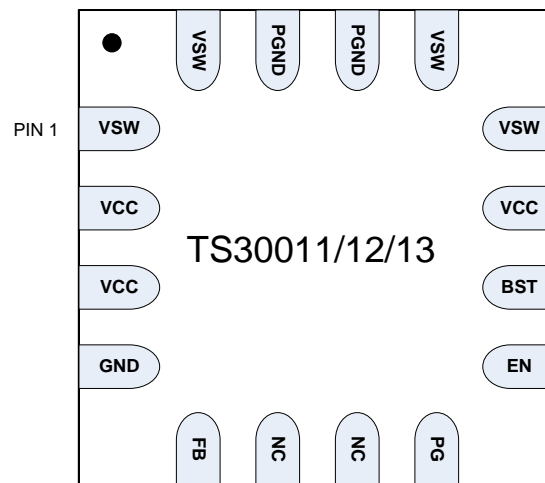 VSW PGND PGND VSW
PIN 1 VSW VSW
VCC VCC
TS30011/12/13
VCC BST
GND EN
FB NC NC PG